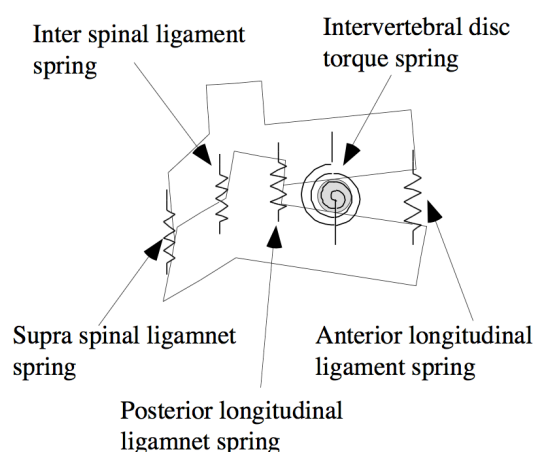 Inter spinal ligament
spring
Intervertebral disc
torque spring
Supra spinal ligamnet
spring
Anterior longitudinal
ligament spring
Posterior longitudinal
ligamnet spring